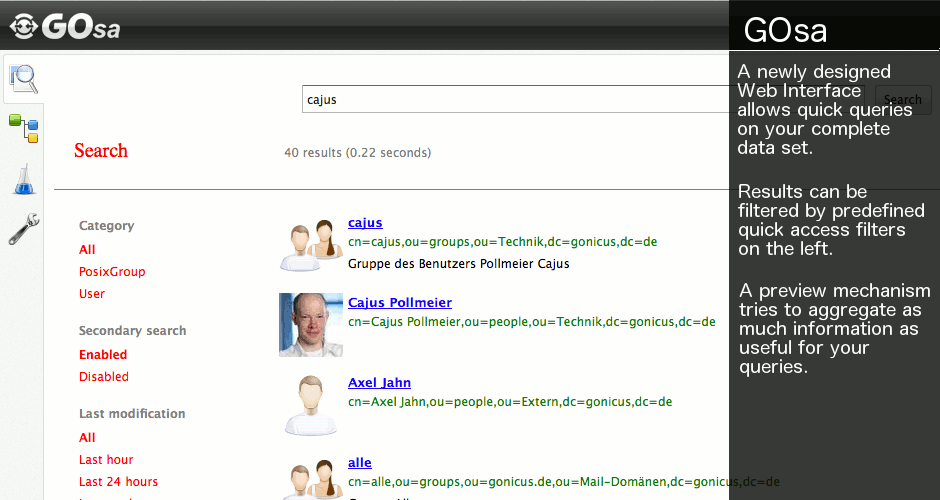 GOsa
GOsa
A newly designed
Web Interface
allows quick queries
on your complete
data set.
Results can be
filtered by predefined
quick access filters
on the left.
A preview mechanism
tries to aggregate as
much information as
useful for your
queries.
cajus
Search
Search
40 results (0.22 seconds)
Category
All
PosixGroup
User
Secondary search
Enabled
Disabled
Last modification
All
Last hour
Last 24 hours
cajus
cn=cajus,ou=groups,ou=Technik,dc=gonicus,dc=de
Gruppe des Benutzers Pollmeier Cajus
Cajus Pollmeier
cn=Cajus Pollmeier,ou=people,ou=Technik,dc=gonicus,dc=de
Axel Jahn
cn=Axel Jahn,ou=people,ou=Extern,dc=gonicus,dc=de
alle
cn=alle,ou=groups,ou=gonicus.de,ou=Mail-Domänen,dc=gonicus,dc=de